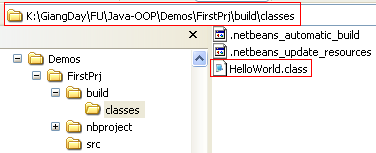 K:\GiangDay\FU\Java-OOP\Demos\FirstPrj\build\classes
Demos
FirstPrj
build
classes
nbproject
src
.netbeans_automatic_build
.netbeans_update_resources
HelloWorld.class